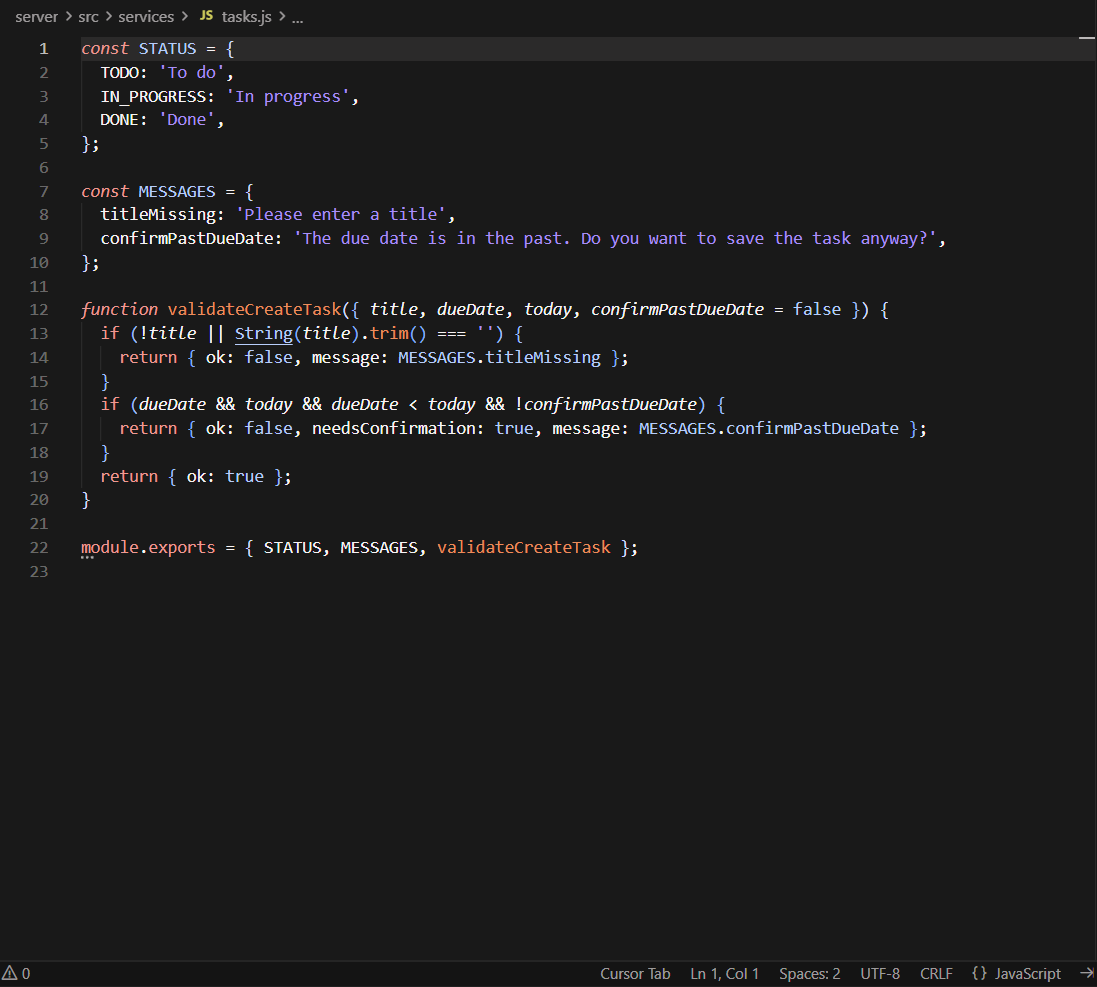 server > src > services > JS tasks.js > ...
1 const STATUS = {
2   TODO: 'To do',
3   IN_PROGRESS: 'In progress',
4   DONE: 'Done',
5 };
6
7 const MESSAGES = {
8   titleMissing: 'Please enter a title',
9   confirmPastDueDate: 'The due date is in the past. Do you want to save the task anyway?',
10 };
11
12 function validateCreateTask({ title, dueDate, today, confirmPastDueDate = false }) {
13   if (!title || String(title).trim() === '') {
14     return { ok: false, message: MESSAGES.titleMissing };
15   }
16   if (dueDate && today && dueDate < today && !confirmPastDueDate) {
17     return { ok: false, needsConfirmation: true, message: MESSAGES.confirmPastDueDate };
18   }
19   return { ok: true };
20 }
21
22 module.exports = { STATUS, MESSAGES, validateCreateTask };
23
0 Cursor Tab Ln 1, Col 1 Spaces: 2 UTF-8 CRLF {} JavaScript